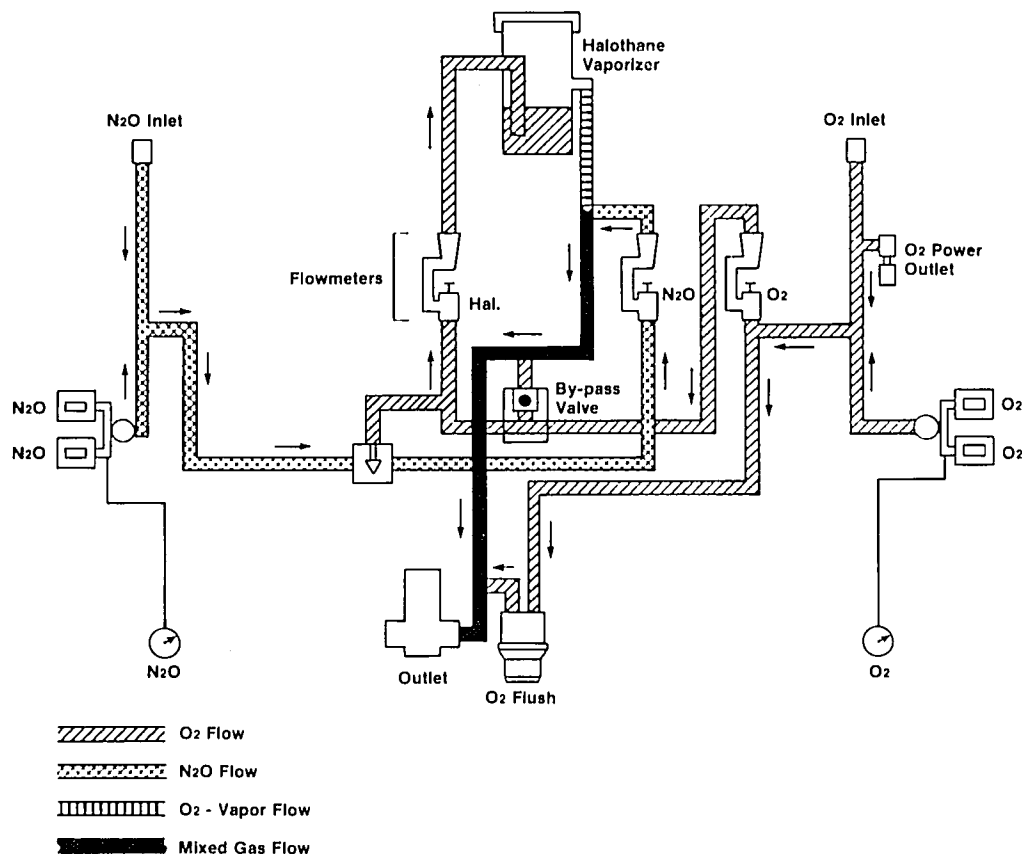 Halothane
Vaporizer
N2O Inlet
O2 Inlet
O2 Power
Outlet
Flowmeters
Hal.
N2O
O2
By-pass
Valve
N2O
N2O
O2
O2
N2O
Outlet
O2 Flush
O2
O2 Flow
N2O Flow
O2 - Vapor Flow
Mixed Gas Flow